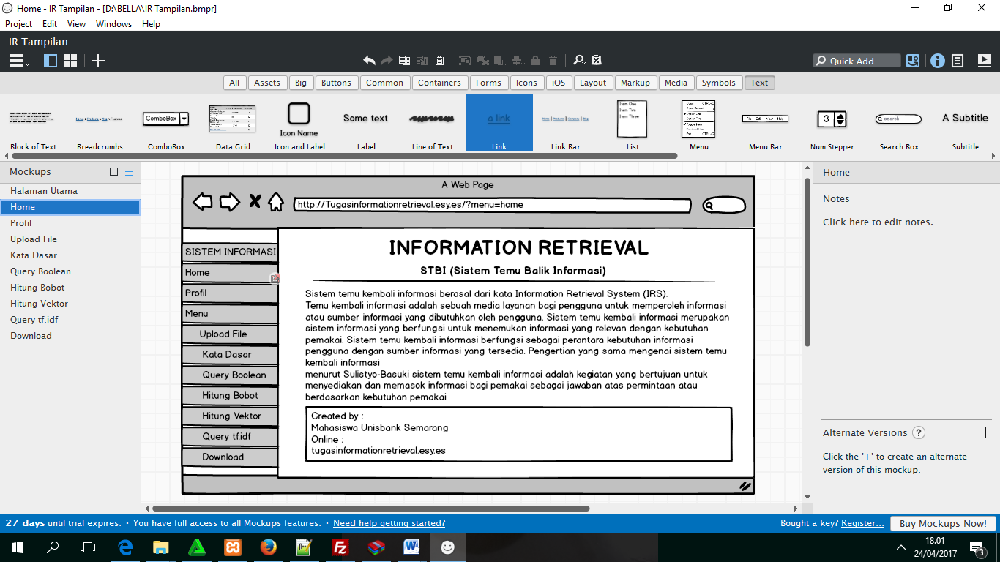 Home - IR Tampilan - [D:\BELLA\IR Tampilan.bmpr]
Project Edit View Windows Help
IR Tampilan
Quick Add
All Assets Big Buttons Common Containers Forms Icons iOS Layout Markup Media Symbols Text
ComboBox Icon Name Some text a link Item One Item Two Item Three 3 search A Subtitle
Block of Text Breadcrumbs ComboBox Data Grid Icon and Label Label Line of Text Link Link Bar List Menu Menu Bar Num.Stepper Search Box Subtitle
Mockups
Halaman Utama
Home
Profil
Upload File
Kata Dasar
Query Boolean
Hitung Bobot
Hitung Vektor
Query tf.idf
Download
A Web Page
http://Tugasinformationretrieval.esy.es/?menu=home
SISTEM INFORMASI
Home
Profil
Menu
Upload File
Kata Dasar
Query Boolean
Hitung Bobot
Hitung Vektor
Query tf.idf
Download
INFORMATION RETRIEVAL
STBI (Sistem Temu Balik Informasi)
Sistem temu kembali informasi berasal dari kata Information Retrieval System (IRS).
Temu kembali informasi adalah sebuah media layanan bagi pengguna untuk memperoleh informasi
atau sumber informasi yang dibutuhkan oleh pengguna. Sistem temu kembali informasi merupakan
sistem informasi yang berfungsi untuk menemukan informasi yang relevan dengan kebutuhan
pemakai. Sistem temu kembali informasi berfungsi sebagai perantara kebutuhan informasi
pengguna dengan sumber informasi yang tersedia. Pengertian yang sama mengenai sistem temu
kembali informasi
menurut Sulistyo-Basuki sistem temu kembali informasi adalah kegiatan yang bertujuan untuk
menyediakan dan memasok informasi bagi pemakai sebagai jawaban atas permintaan atau
berdasarkan kebutuhan pemakai
Created by :
Mahasiswa Unisbank Semarang
Online :
tugasinformationretrieval.esy.es
Home
Notes
Click here to edit notes.
Alternate Versions ?
Click the '+' to create an alternate
version of this mockup.
27 days until trial expires. · You have full access to all Mockups features. · Need help getting started?
Bought a key? Register... Buy Mockups Now!
18.01
24/04/2017
3